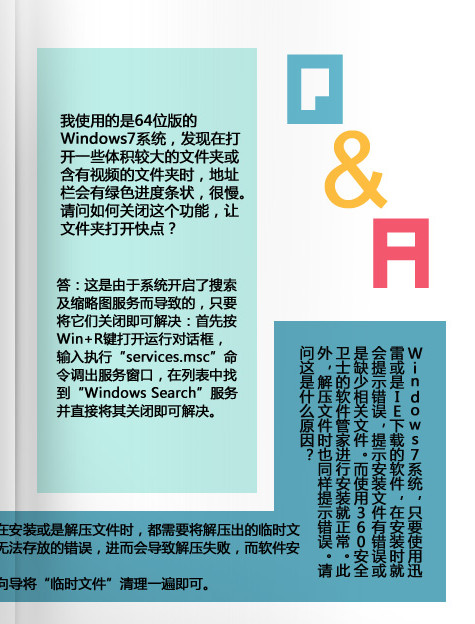 Q
&
A
我使用的是64位版的
Windows7系统，发现在打
开一些体积较大的文件夹或
含有视频的文件夹时，地址
栏会有绿色进度条状，很慢。
请问如何关闭这个功能，让
文件夹打开快点？
答：这是由于系统开启了搜索
及缩略图服务而导致的，只要
将它们关闭即可解决：首先按
Win+R键打开运行对话框，
输入执行“services.msc”命
令调出服务窗口，在列表中找
到“Windows Search”服务
并直接将其关闭即可解决。
Windows7系统，只要使用迅
雷或是IE下载的软件，在安装时就
会提示错误，提示安装文件有错误或
是缺少相关文件。而使用360安全
卫士的软件管家进行安装就正常。此
外，解压文件时也同样提示错误。请
问这是什么原因？
在安装或是解压文件时，都需要将解压出的临时文
无法存放的错误，进而会导致解压失败，而软件安
向导将“临时文件”清理一遍即可。